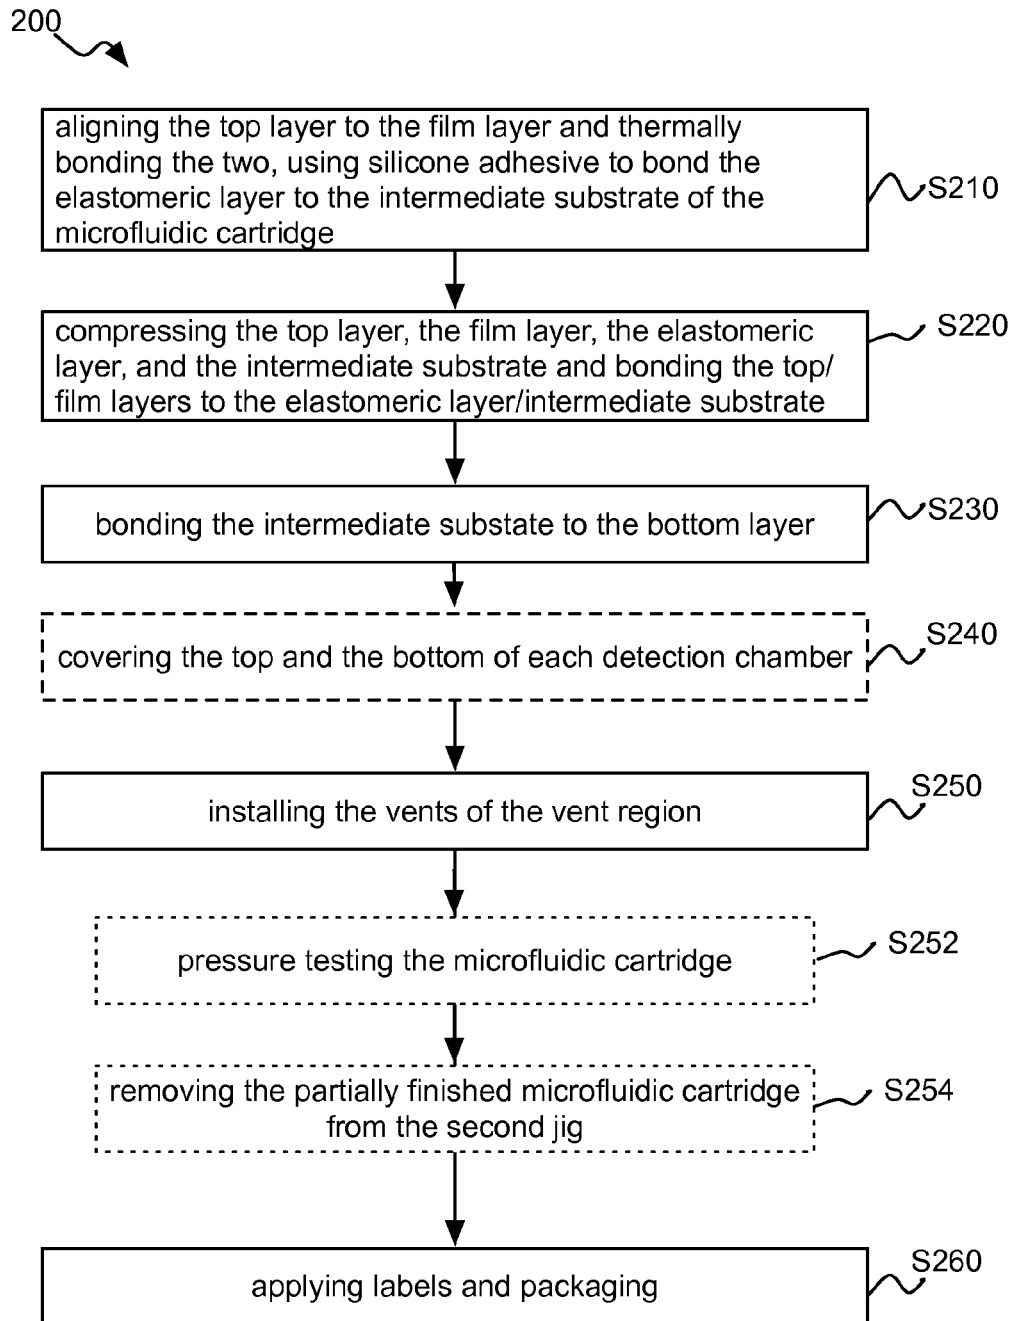 200
aligning the top layer to the film layer and thermally
bonding the two, using silicone adhesive to bond the
elastomeric layer to the intermediate substrate of the
microfluidic cartridge
S210
compressing the top layer, the film layer, the elastomeric
layer, and the intermediate substrate and bonding the top/
film layers to the elastomeric layer/intermediate substrate
S220
bonding the intermediate substate to the bottom layer
S230
covering the top and the bottom of each detection chamber
S240
installing the vents of the vent region
S250
pressure testing the microfluidic cartridge
S252
removing the partially finished microfluidic cartridge
from the second jig
S254
applying labels and packaging
S260